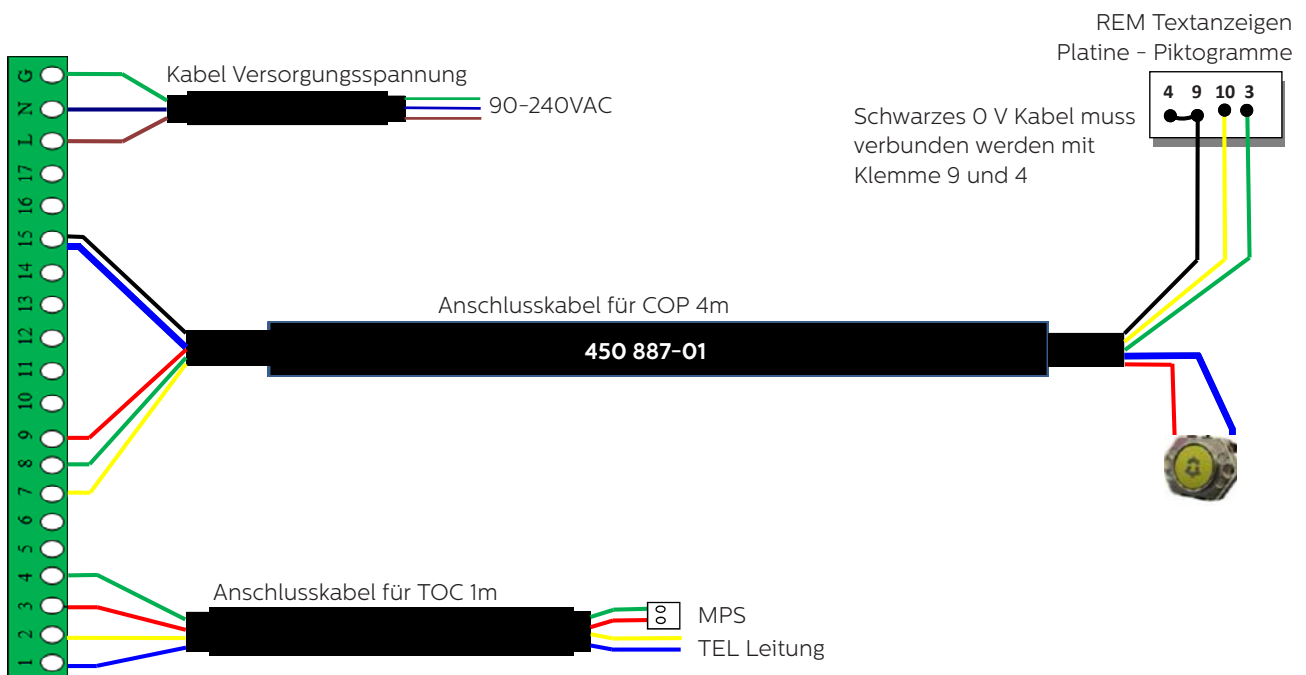 REM Textanzeigen
Platine - Piktogramme
4 9 10 3
Schwarzes 0 V Kabel muss
verbunden werden mit
Klemme 9 und 4
Kabel Versorgungsspannung
90-240VAC
G
N
L
17
16
15
14
13
12
11
10
9
8
7
6
5
4
3
2
1
Anschlusskabel für COP 4m
450 887-01
Anschlusskabel für TOC 1m
MPS
TEL Leitung